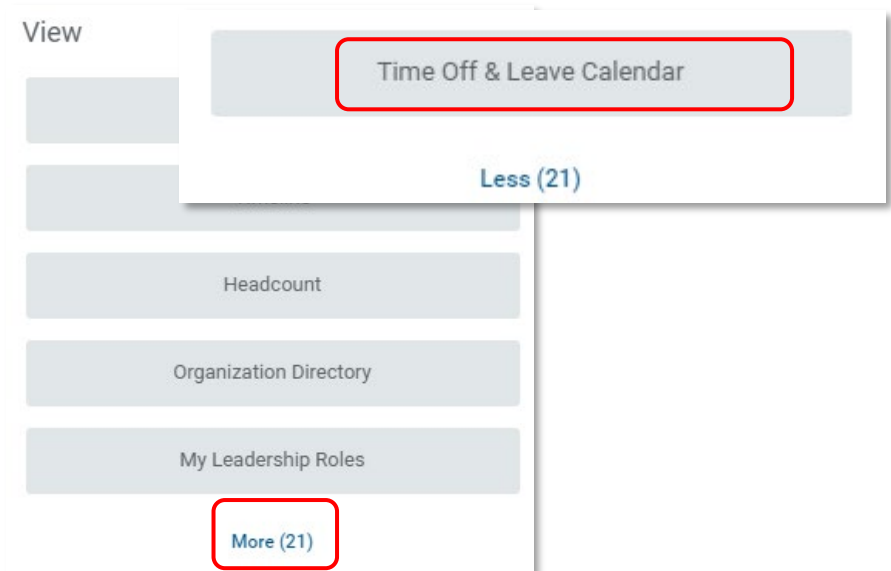 View
Time Off & Leave Calendar
Less (21)
Headcount
Organization Directory
My Leadership Roles
More (21)